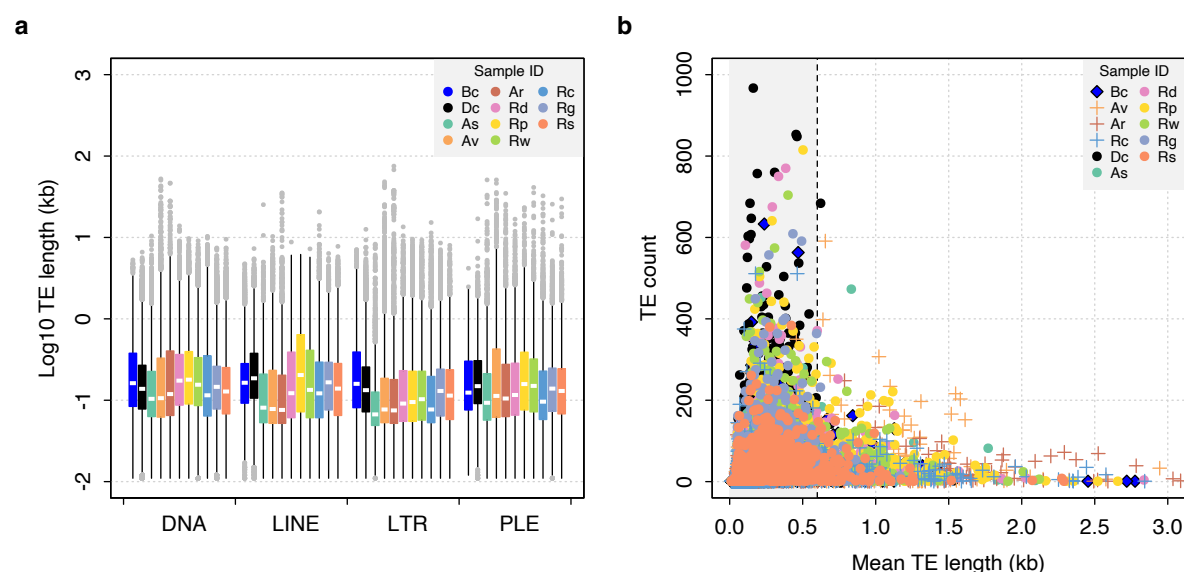 a
Log10 TE length (kb)
3
2
1
0
-1
-2
Sample ID
Bc Ar Rc
Dc Rd Rg
As Rp Rs
Av Rw
DNA LINE LTR PLE
b
TE count
1000
800
600
400
200
0
Sample ID
Bc Rd
Av Rp
Ar Rw
Rc Rg
Dc Rs
As
0.0 0.5 1.0 1.5 2.0 2.5 3.0
Mean TE length (kb)